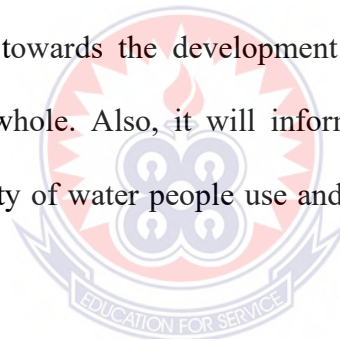 towards the development
whole. Also, it will inform
ty of water people use and
EDUCATION FOR SERVICE